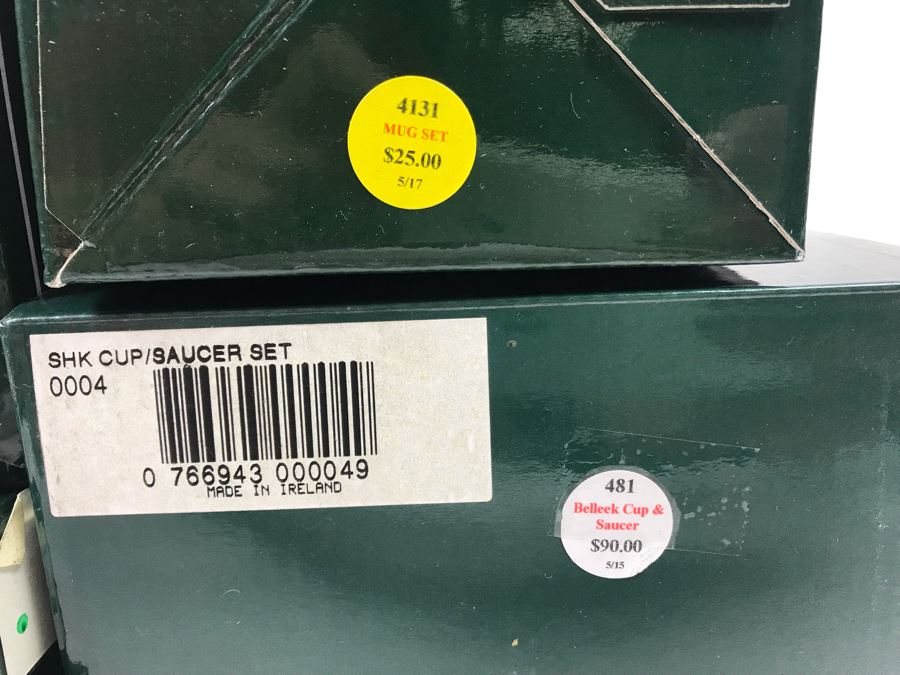 4131
MUG SET
$25.00
5/17
SHK CUP/SAUCER SET
0004
0 766943 000049
MADE IN IRELAND
481
Belleek Cup &
Saucer
$90.00
5/15